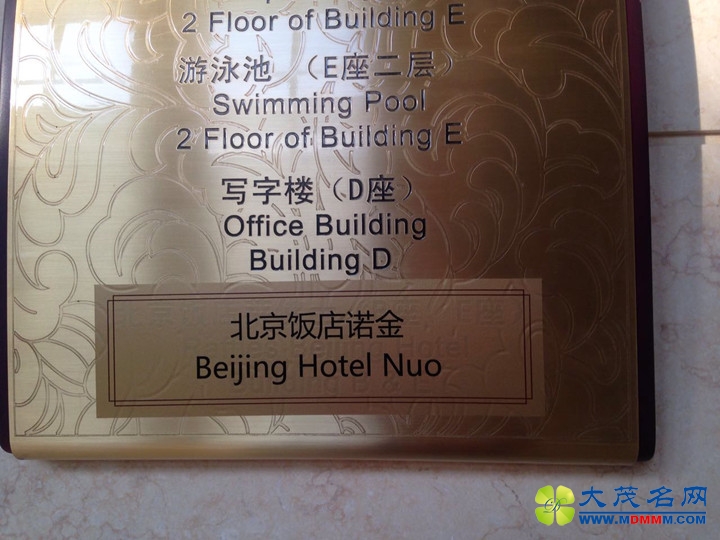 2 Floor of Building E
游泳池 （E座二层）
Swimming Pool
2 Floor of Building E
写字楼（D座）
Office Building
Building D
北京饭店诺金
Beijing Hotel Nuo
大茂名网
WWW.MDMMM.COM